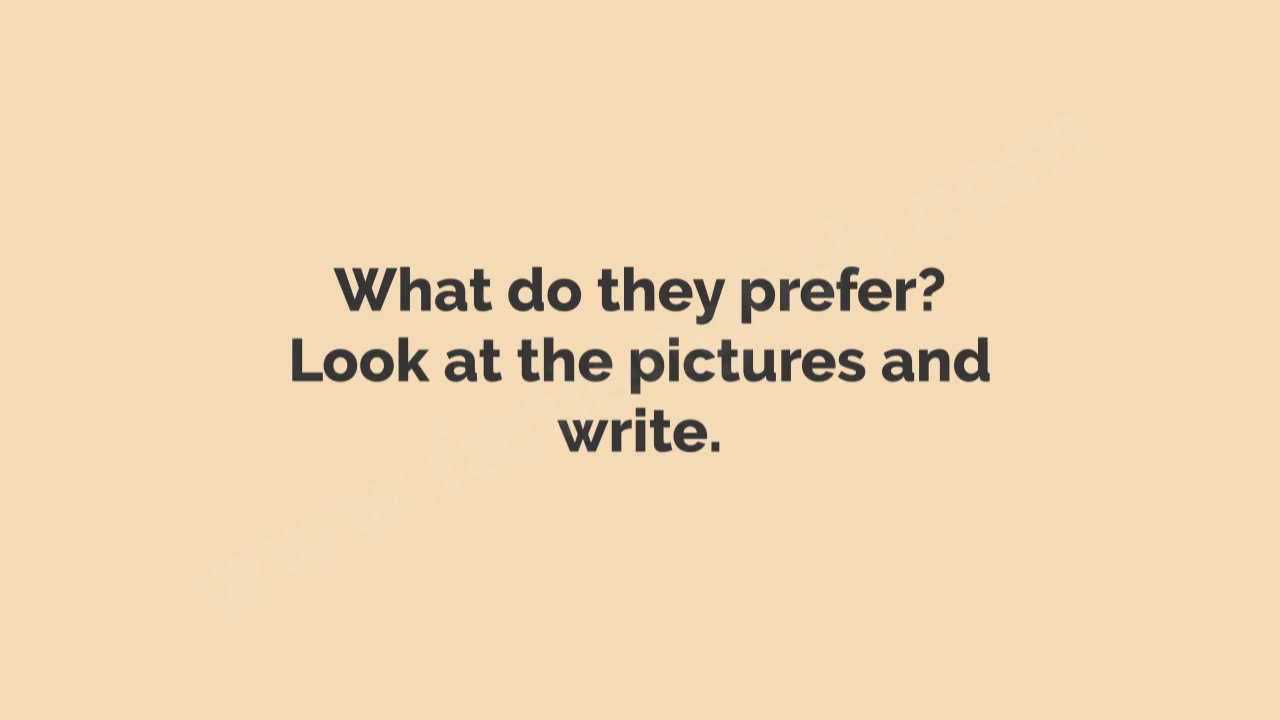 What do they prefer?
Look at the pictures and
write.